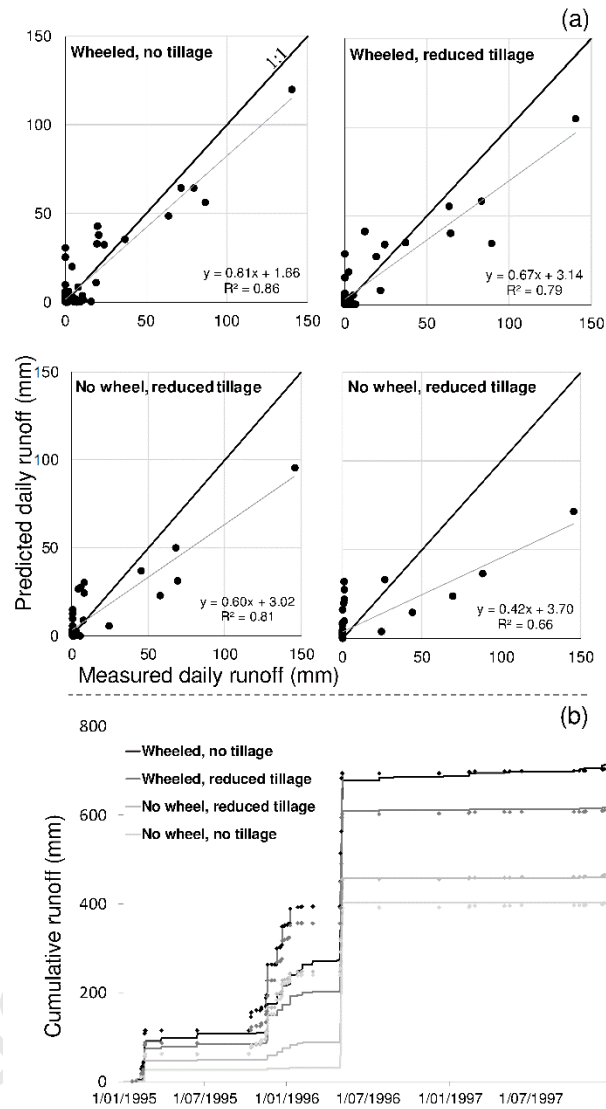 (a)
150
Wheeled, no tillage
1:1
Wheeled, reduced tillage
100
50
y = 0.81x + 1.66
R² = 0.86
y = 0.67x + 3.14
R² = 0.79
0
0 50 100 150
0 50 100 150
150
No wheel, reduced tillage
No wheel, reduced tillage
100
50
y = 0.60x + 3.02
R² = 0.81
y = 0.42x + 3.70
R² = 0.66
0
0 50 100 150
0 50 100 150
Predicted daily runoff (mm)
Measured daily runoff (mm)
(b)
800
Wheeled, no tillage
Wheeled, reduced tillage
No wheel, reduced tillage
No wheel, no tillage
600
400
200
0
Cumulative runoff (mm)
1/01/1995 1/07/1995 1/01/1996 1/07/1996 1/01/1997 1/07/1997